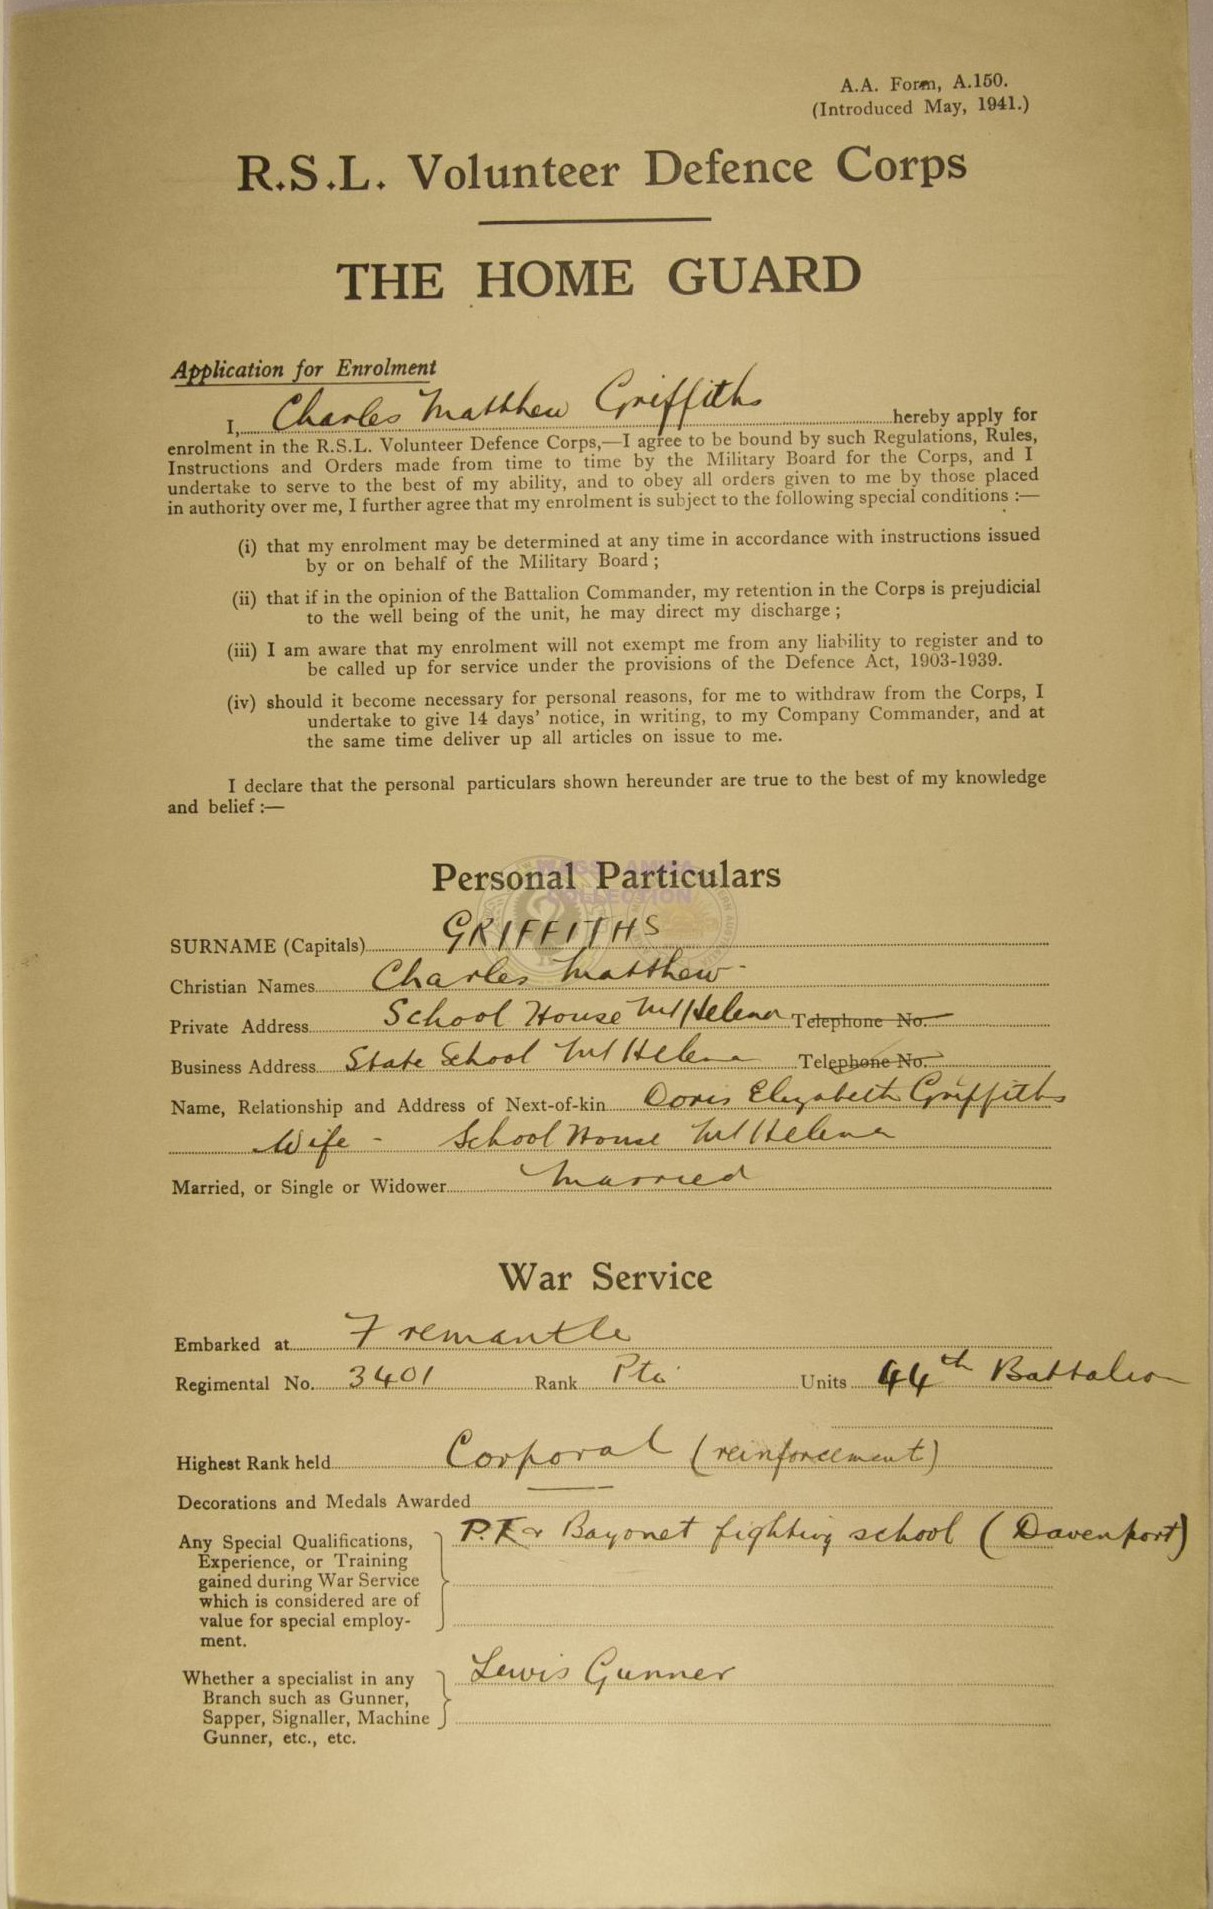 A.A. Form, A.150.
(Introduced May, 1941.)
R.S.L. Volunteer Defence Corps
THE HOME GUARD
Application for Enrolment
I, Charles Matthew Griffiths hereby apply for
enrolment in the R.S.L. Volunteer Defence Corps,—I agree to be bound by such Regulations, Rules,
Instructions and Orders made from time to time by the Military Board for the Corps, and I
undertake to serve to the best of my ability, and to obey all orders given to me by those placed
in authority over me, I further agree that my enrolment is subject to the following special conditions :—
(i) that my enrolment may be determined at any time in accordance with instructions issued
by or on behalf of the Military Board ;
(ii) that if in the opinion of the Battalion Commander, my retention in the Corps is prejudicial
to the well being of the unit, he may direct my discharge ;
(iii) I am aware that my enrolment will not exempt me from any liability to register and to
be called up for service under the provisions of the Defence Act, 1903-1939.
(iv) should it become necessary for personal reasons, for me to withdraw from the Corps, I
undertake to give 14 days' notice, in writing, to my Company Commander, and at
the same time deliver up all articles on issue to me.
I declare that the personal particulars shown hereunder are true to the best of my knowledge
and belief :—
WAGS AMIFA
COLLECTION
Personal Particulars
SURNAME (Capitals) GRIFFITHS
Christian Names Charles Matthew
Private Address School House Mt Helena Telephone No.
Business Address State School Mt Helena Telephone No.
Name, Relationship and Address of Next-of-kin Doris Elizabeth Griffiths
Wife - School House Mt Helena
Married, or Single or Widower Married
War Service
Embarked at Fremantle
Regimental No. 3401 Rank Pte Units 44th Battalion
Highest Rank held Corporal (reinforcement)
Decorations and Medals Awarded —
Any Special Qualifications, P.T. & Bayonet fighting school (Davenport)
Experience, or Training
gained during War Service
which is considered are of
value for special employ-
ment.
Whether a specialist in any Lewis Gunner
Branch such as Gunner,
Sapper, Signaller, Machine
Gunner, etc., etc.